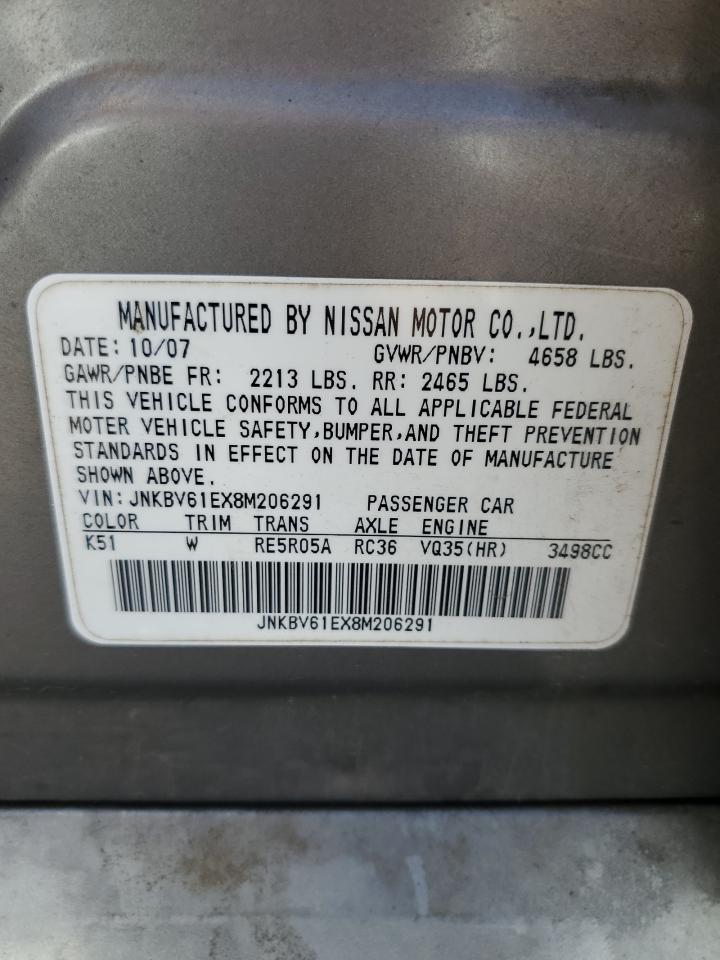 MANUFACTURED BY NISSAN MOTOR CO.,LTD.
DATE: 10/07 GVWR/PNBV: 4658 LBS.
GAWR/PNBE FR: 2213 LBS. RR: 2465 LBS.
THIS VEHICLE CONFORMS TO ALL APPLICABLE FEDERAL
MOTER VEHICLE SAFETY,BUMPER,AND THEFT PREVENTION
STANDARDS IN EFFECT ON THE DATE OF MANUFACTURE
SHOWN ABOVE.
VIN: JNKBV61EX8M206291 PASSENGER CAR
COLOR TRIM TRANS AXLE ENGINE
K51 W RE5R05A RC36 VQ35(HR) 3498CC
JNKBV61EX8M206291